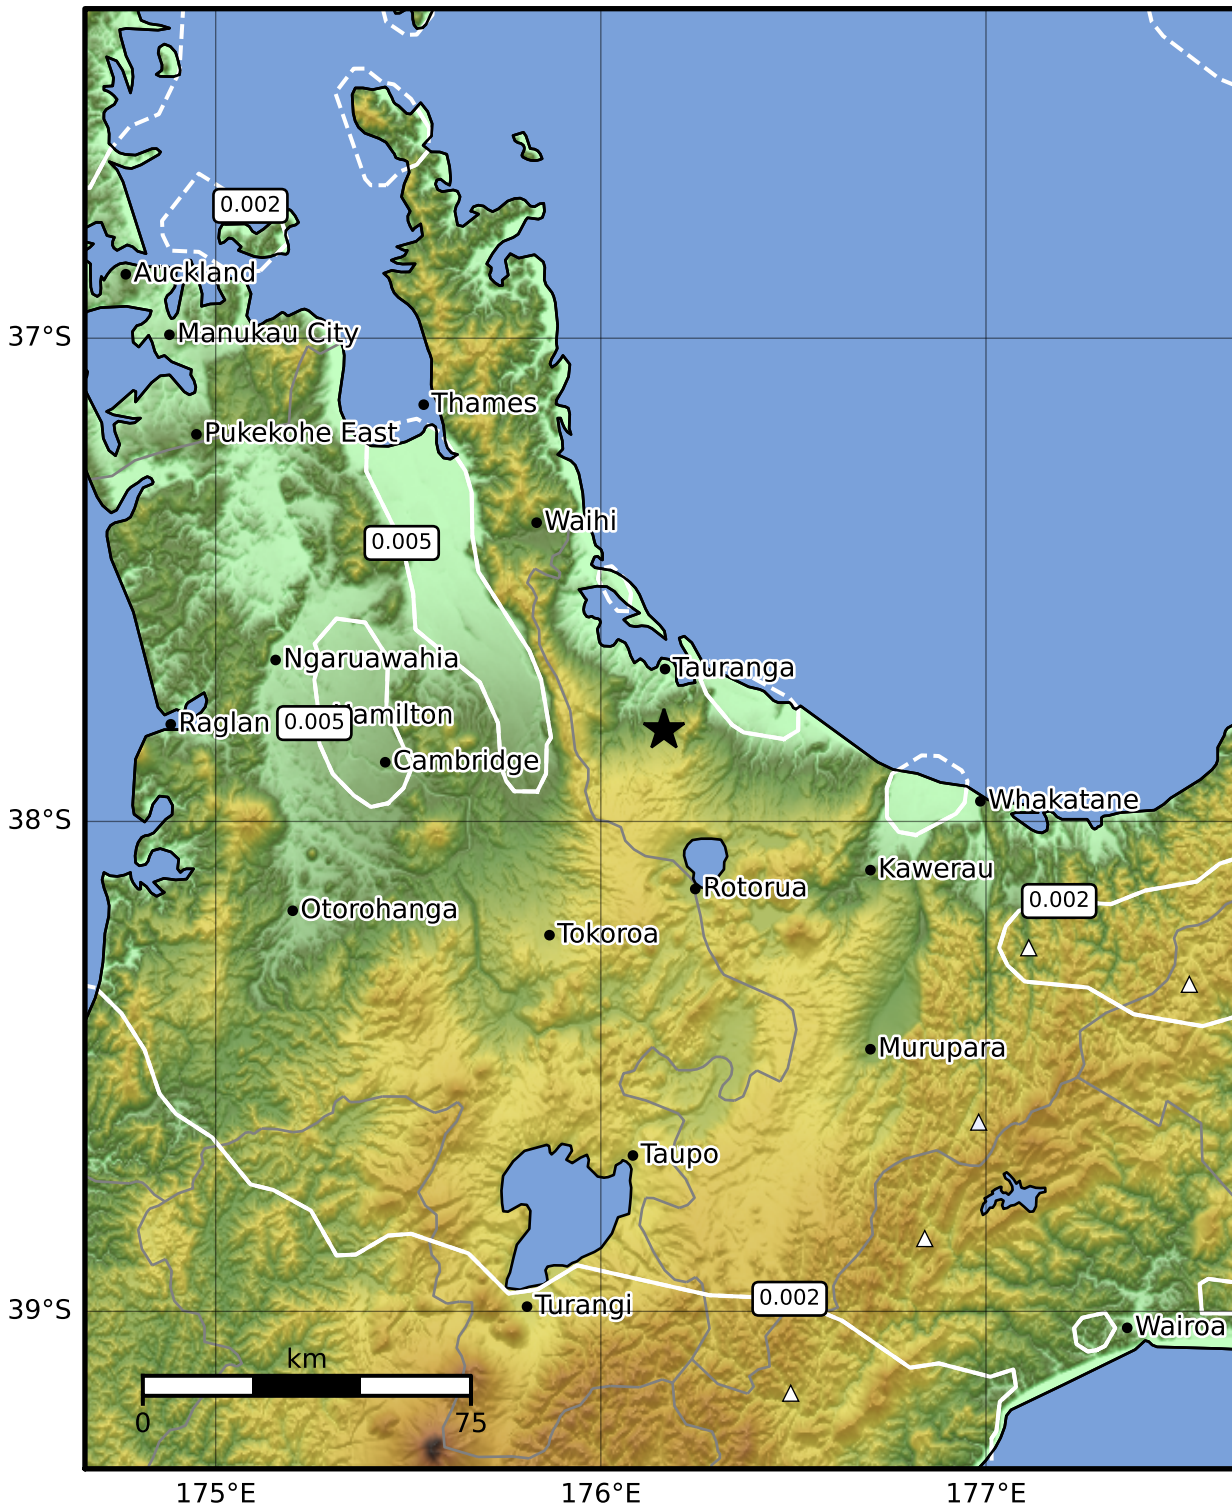 0.002
Auckland
Manukau City
37°S
Thames
Pukekohe East
Waihi
0.005
Ngaruawahia
Tauranga
Raglan
0.005
Hamilton
Cambridge
Whakatane
38°S
Kawerau
Rotorua
0.002
Otorohanga
Tokoroa
Murupara
Taupo
0.002
Turangi
39°S
Wairoa
km
0
75
175°E
176°E
177°E